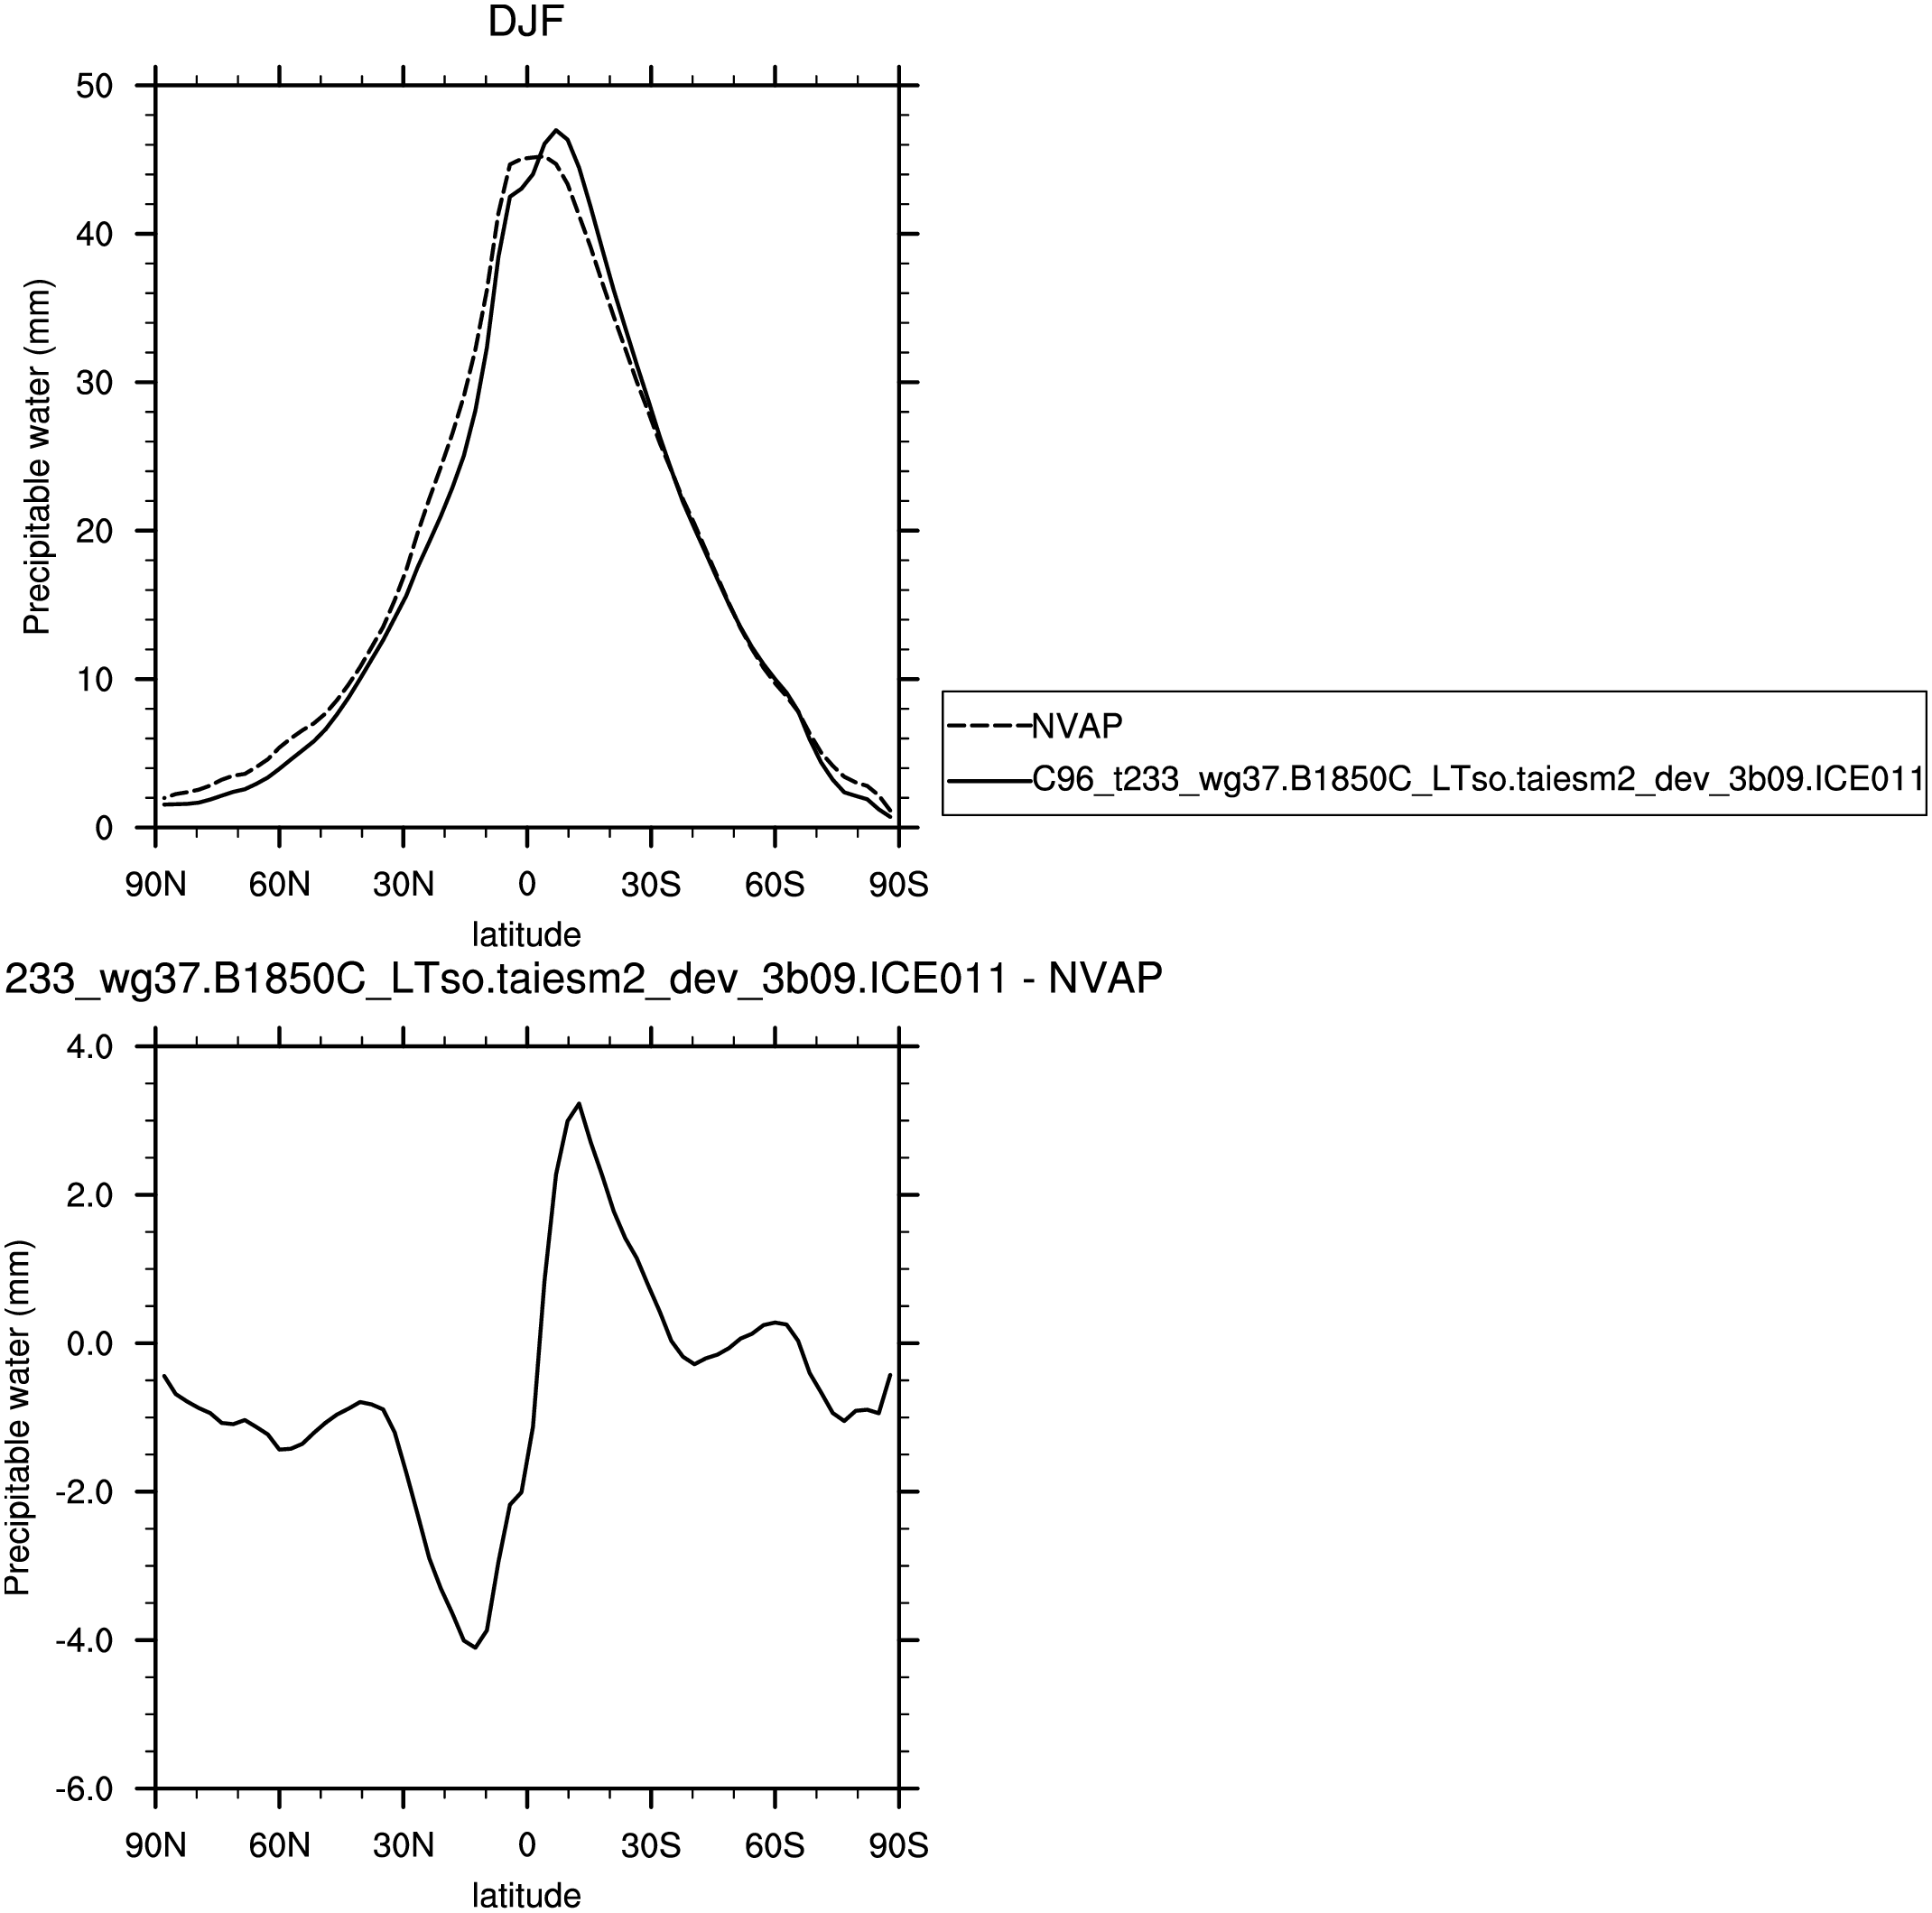 DJF
50
40
30
20
10
0
Precipitable water (mm)
90N 60N 30N 0 30S 60S 90S
latitude
NVAP
C96_t233_wg37.B1850C_LTso.taiesm2_dev_3b09.ICE011
233_wg37.B1850C_LTso.taiesm2_dev_3b09.ICE011 - NVAP
4.0
2.0
0.0
-2.0
-4.0
-6.0
Precipitable water (mm)
90N 60N 30N 0 30S 60S 90S
latitude